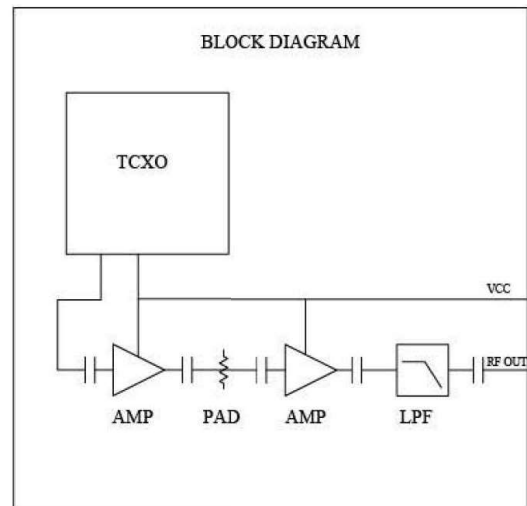 BLOCK DIAGRAM
TCXO
VCC
RF OUT
AMP PAD AMP LPF